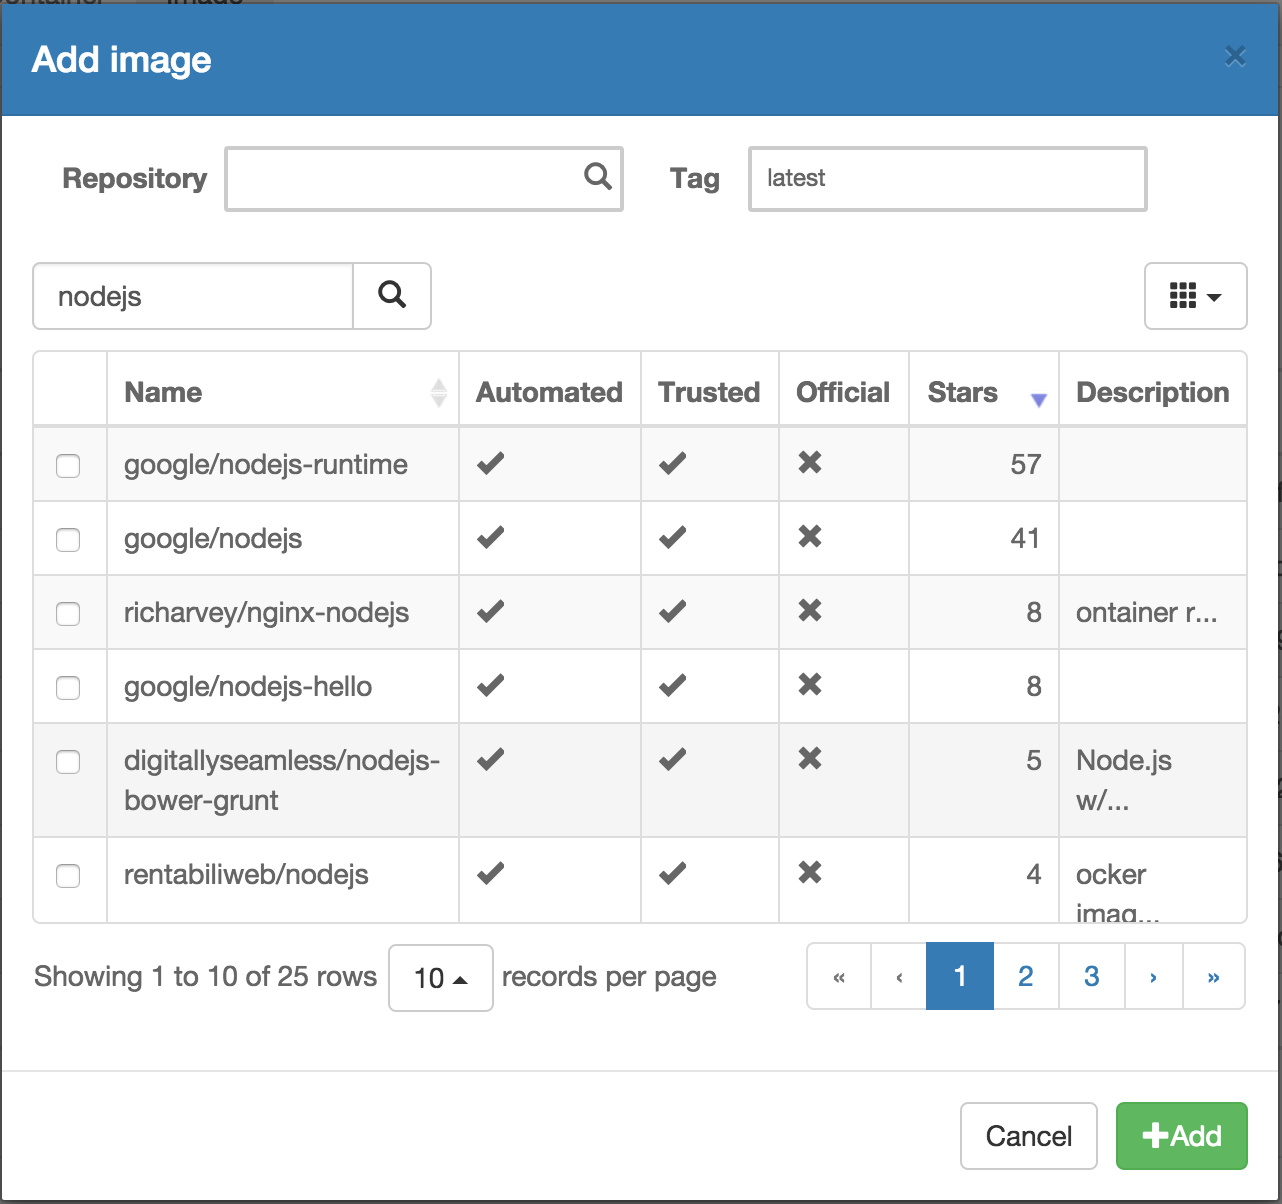 Add image
Repository
Tag latest
nodejs
Name Automated Trusted Official Stars Description
google/nodejs-runtime 57
google/nodejs 41
richarvey/nginx-nodejs 8 ontainer r...
google/nodejs-hello 8
digitallyseamless/nodejs- 5 Node.js
bower-grunt w/...
rentabiliweb/nodejs 4 ocker
imag...
Showing 1 to 10 of 25 rows 10 records per page « ‹ 1 2 3 › »
Cancel Add